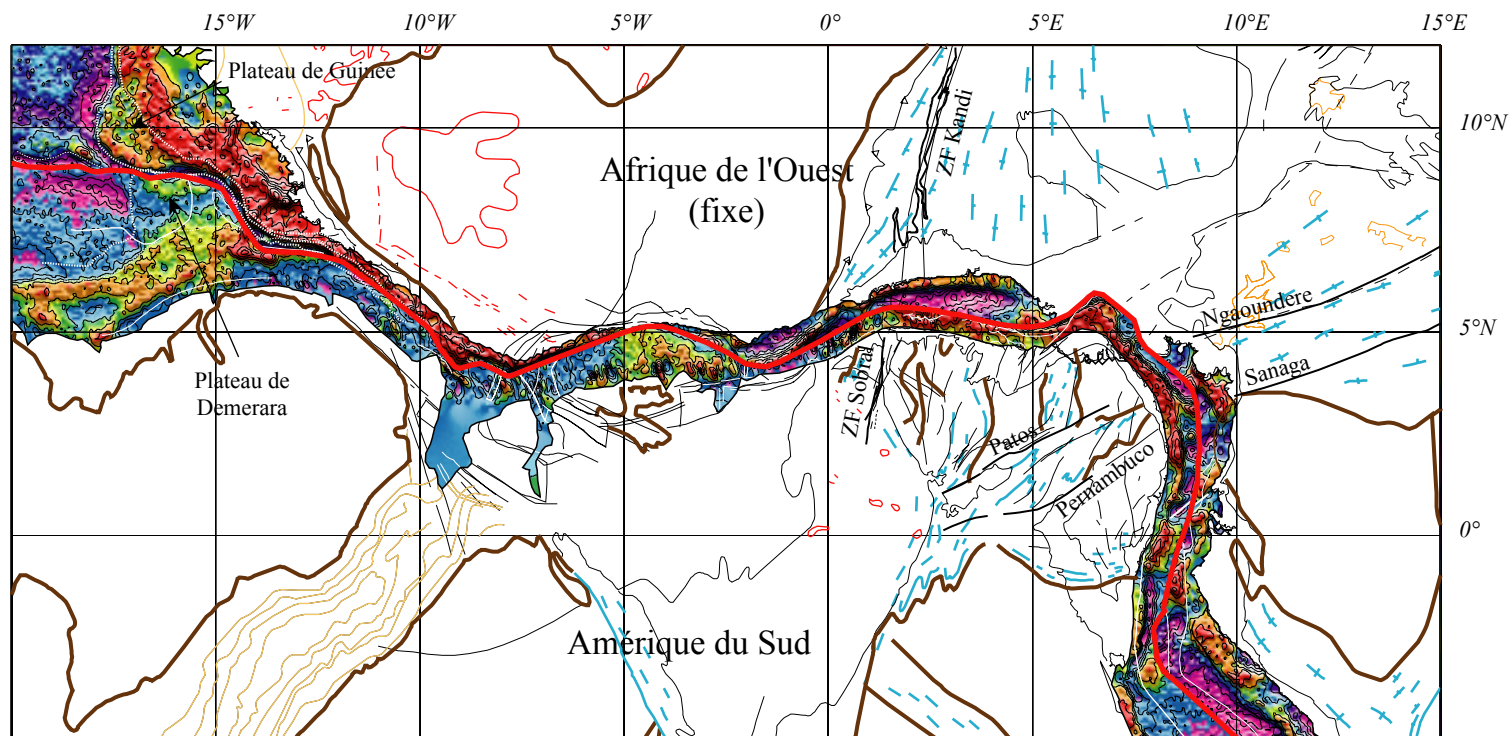 15°W 10°W 5°W 0° 5°E 10°E 15°E
Plateau de Guinée
10°N
ZF Kandi
Afrique de l'Ouest
(fixe)
Ngaoundere
5°N
Sanaga
Plateau de
Demerara
ZF Sobral
Patos
Pernambuco
0°
Amérique du Sud